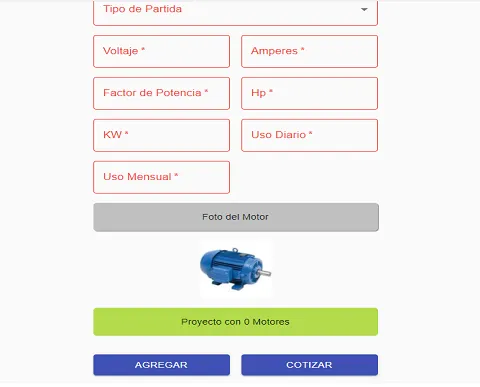 Tipo de Partida
Voltaje *
Amperes *
Factor de Potencia *
Hp *
KW *
Uso Diario *
Uso Mensual *
Foto del Motor
Proyecto con 0 Motores
AGREGAR
COTIZAR